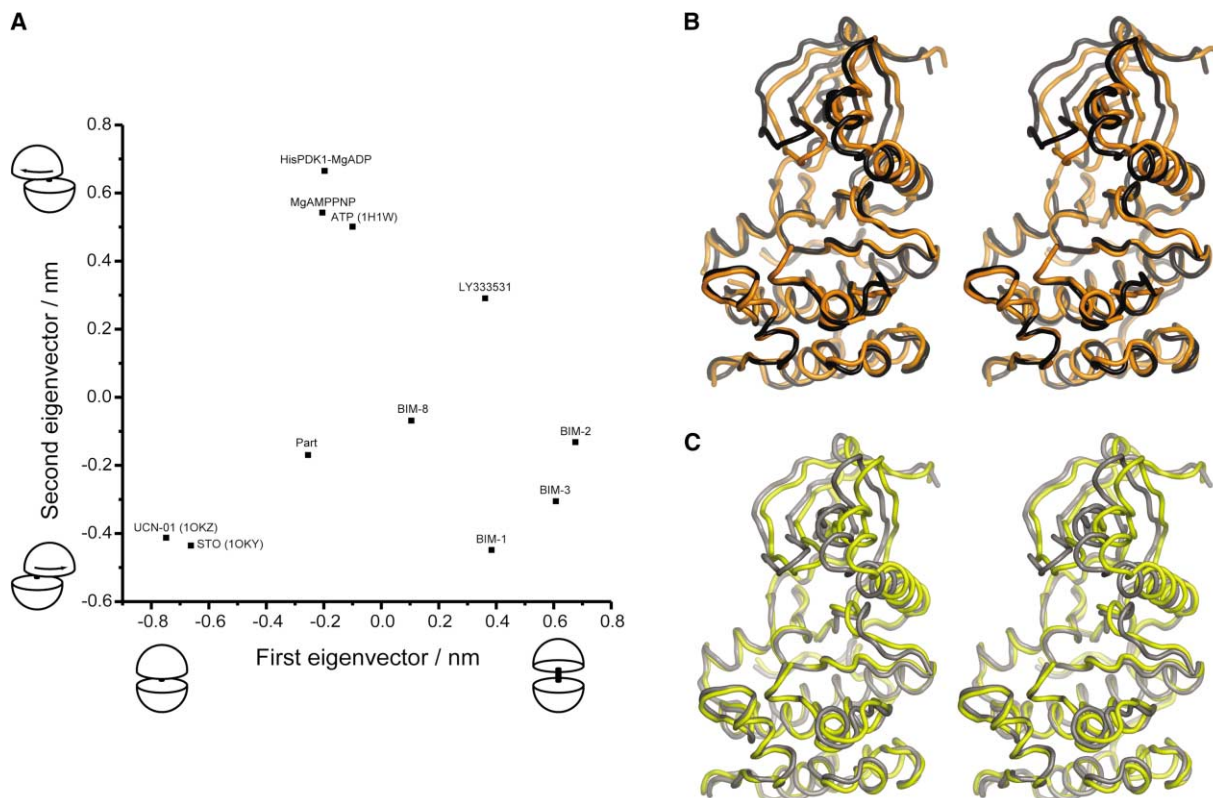 A
0.8
0.6
0.4
0.2
0.0
-0.2
-0.4
-0.6
Second eigenvector / nm
HisPDK1-MgADP
MgAMPPNP
ATP (1H1W)
LY333531
BIM-8
BIM-2
Part
BIM-3
UCN-01 (1OKZ)
STO (1OKY)
BIM-1
-0.8 -0.6 -0.4 -0.2 0.0 0.2 0.4 0.6 0.8
First eigenvector / nm
B
C